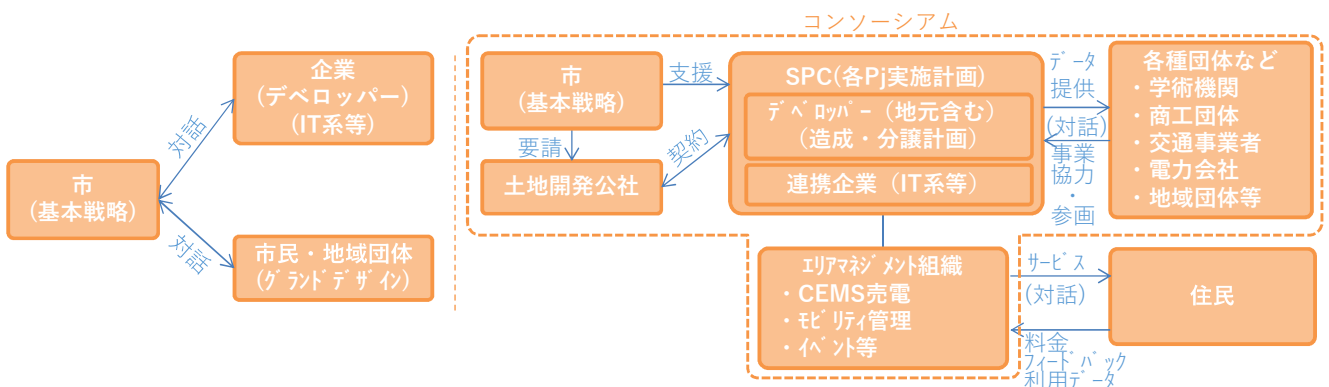 コンソーシアム
企業
(デベロッパー)
(IT系等)
対話
市
(基本戦略)
対話
市民・地域団体
(ｸﾞﾗﾝﾄﾞﾃﾞｻﾞｲﾝ)
市
(基本戦略)
支援
要請
土地開発公社
契約
SPC(各Pj実施計画)
ﾃﾞﾍﾞﾛｯﾊﾟｰ（地元含む)
(造成・分譲計画)
連携企業（IT系等)
ﾃﾞｰﾀ
提供
(対話)
事業
協力
・
参画
各種団体など
・学術機関
・商工団体
・交通事業者
・電力会社
・地域団体等
ｴﾘｱﾏﾈｼﾞﾒﾝﾄ組織
・CEMS売電
・ﾓﾋﾞﾘﾃｨ管理
・ｲﾍﾞﾝﾄ等
ｻｰﾋﾞｽ
(対話)
料金
ﾌｨｰﾄﾞﾊﾞｯｸ
利用ﾃﾞｰﾀ
住民